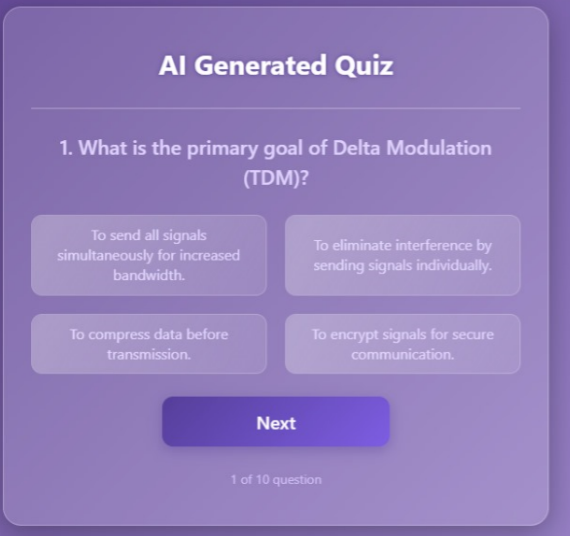 AI Generated Quiz
1. What is the primary goal of Delta Modulation
(TDM)?
To send all signals
simultaneously for increased
bandwidth.
To eliminate interference by
sending signals individually.
To compress data before
transmission.
To encrypt signals for secure
communication.
Next
1 of 10 question